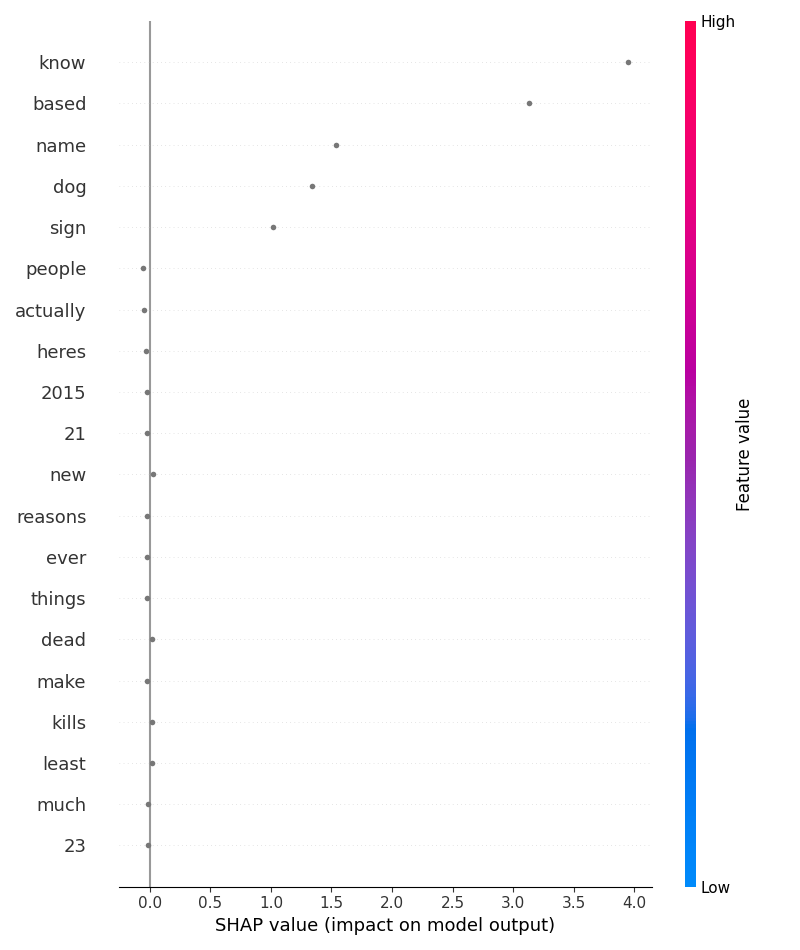 High
know
based
name
dog
sign
people
actually
heres
2015
21
new
reasons
ever
things
dead
make
kills
least
much
23
Feature value
Low
0.0 0.5 1.0 1.5 2.0 2.5 3.0 3.5 4.0
SHAP value (impact on model output)